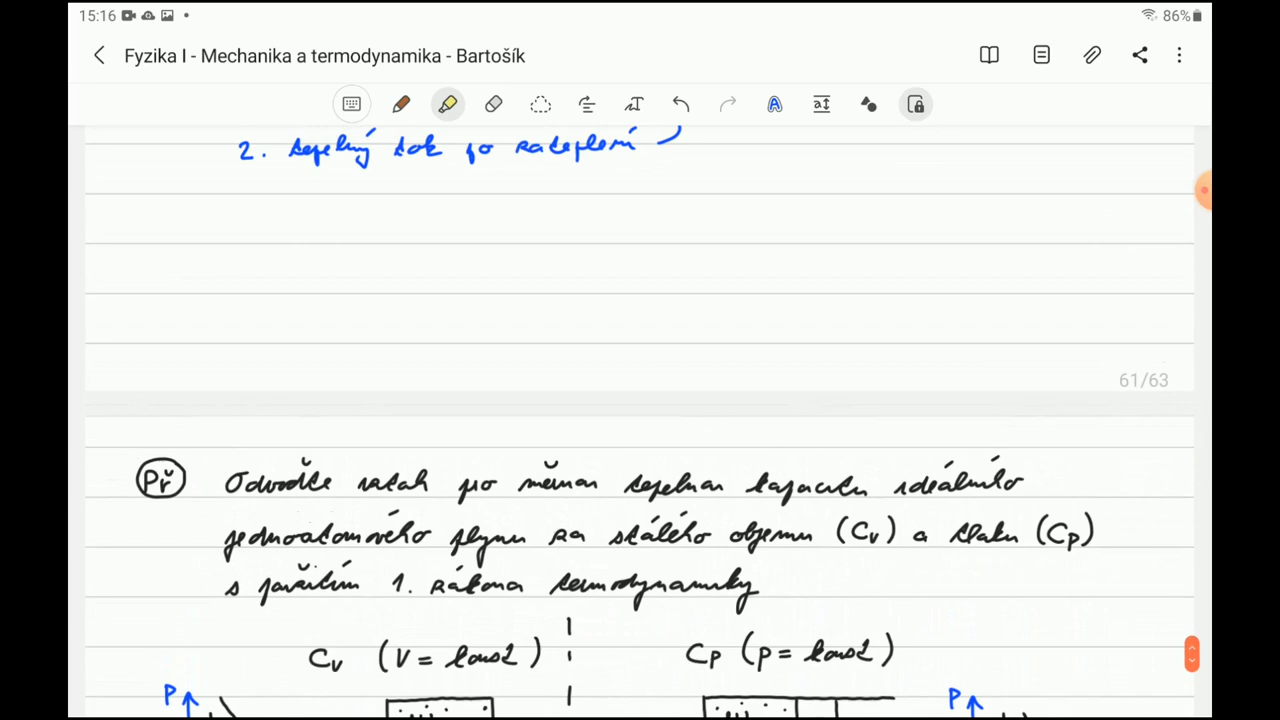 15:16
86%
Fyzika I - Mechanika a termodynamika - Bartošík
2. tepelný tok po zateplení
61/63
Př Odvoďte vztah pro měrnou tepelnou kapacitu ideálního
jednoatomového plynu za stálého objemu (Cv) a tlaku (Cp)
s použitím 1. zákona termodynamiky
Cv (V = konst) Cp (p = konst)
P P